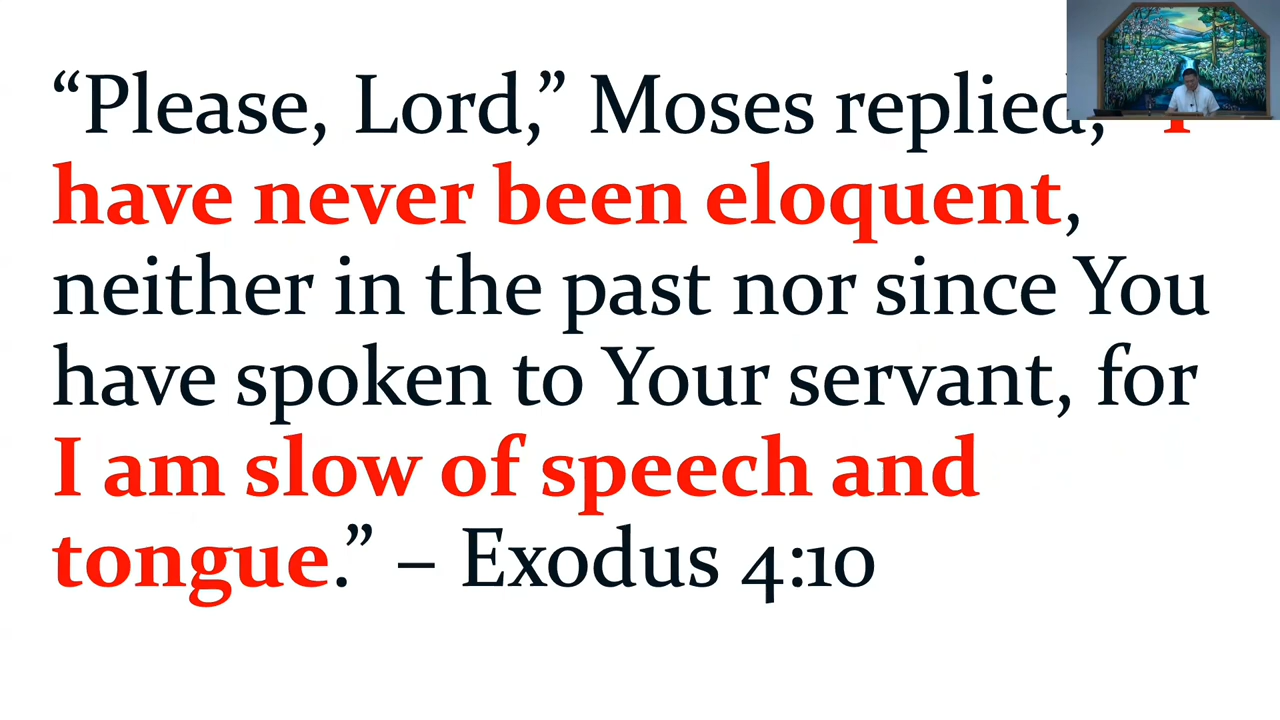 “Please, Lord,” Moses replied, “I
have never been eloquent,
neither in the past nor since You
have spoken to Your servant, for
I am slow of speech and
tongue.” – Exodus 4:10